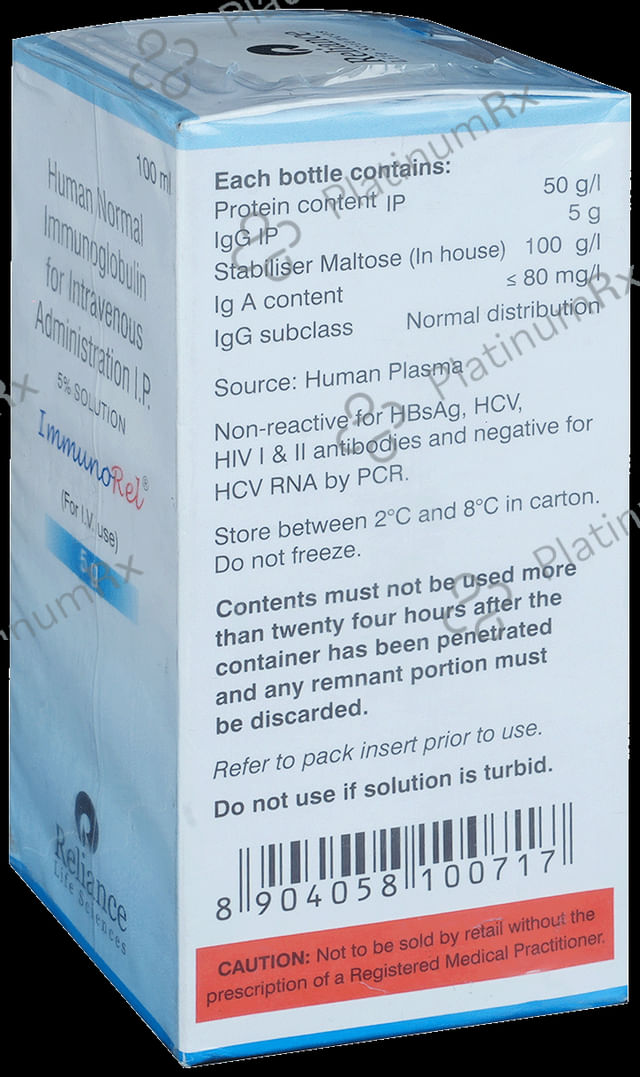 Reliance
100 ml
Human Normal
Immunoglobulin
for Intravenous
Administration I.P.
5% SOLUTION
ImmunoRel®
(For I.V. use)
5g
Reliance
Life Sciences
Each bottle contains:
Protein content IP 50 g/l
IgG IP 5 g
Stabiliser Maltose (In house) 100 g/l
Ig A content ≤ 80 mg/l
IgG subclass Normal distribution
Source: Human Plasma
Non-reactive for HBsAg, HCV,
HIV I & II antibodies and negative for
HCV RNA by PCR.
Store between 2°C and 8°C in carton.
Do not freeze.
Contents must not be used more
than twenty four hours after the
container has been penetrated
and any remnant portion must
be discarded.
Refer to pack insert prior to use.
Do not use if solution is turbid.
8 904058 100717
CAUTION: Not to be sold by retail without the
prescription of a Registered Medical Practitioner.
PlatinumRx
PlatinumRx
PlatinumRx
PlatinumRx